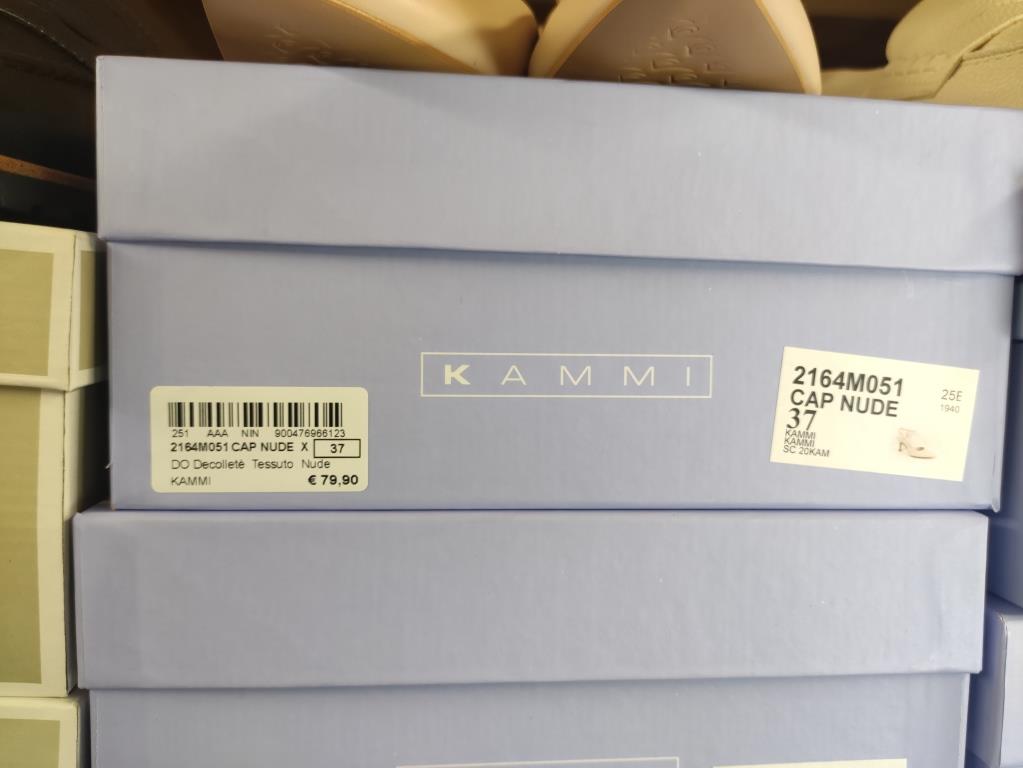 KAMMI
251 AAA NIN 900476966123
2164M051 CAP NUDE X 37
DO Decolletè Tessuto Nude
KAMMI € 79,90
2164M051
CAP NUDE
37
KAMMI
KAMMI
SC 20KAM
25E
1940